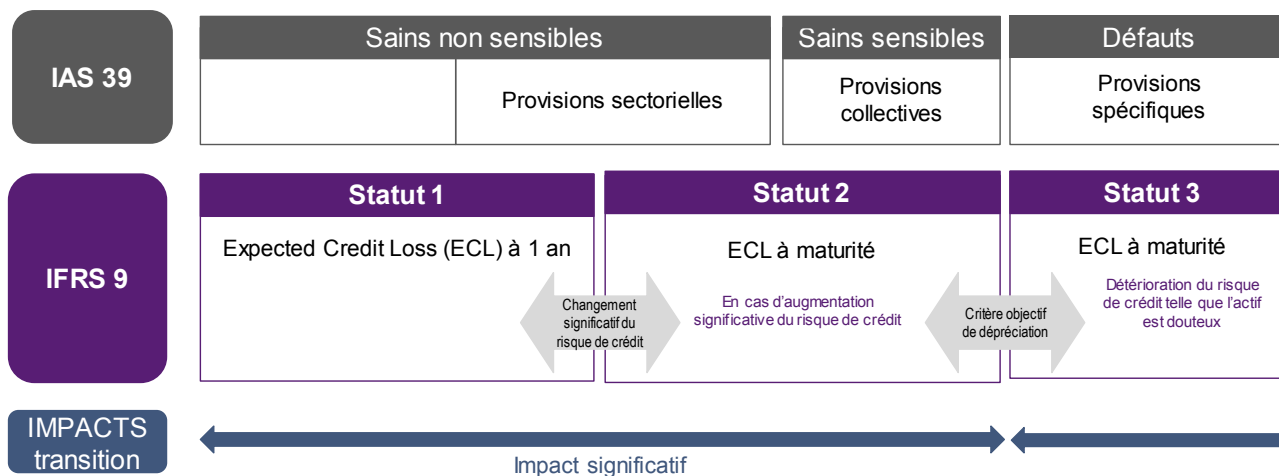 IAS 39
Sains non sensibles
Sains sensibles
Défauts
Provisions sectorielles
Provisions
collectives
Provisions
spécifiques
IFRS 9
Statut 1
Statut 2
Statut 3
Expected Credit Loss (ECL) à 1 an
ECL à maturité
ECL à maturité
Changement
significatif du
risque de crédit
En cas d'augmentation
significative du risque de crédit
Critère objectif
de dépréciation
Détérioration du risque
de crédit telle que l'actif
est douteux
IMPACTS
transition
Impact significatif